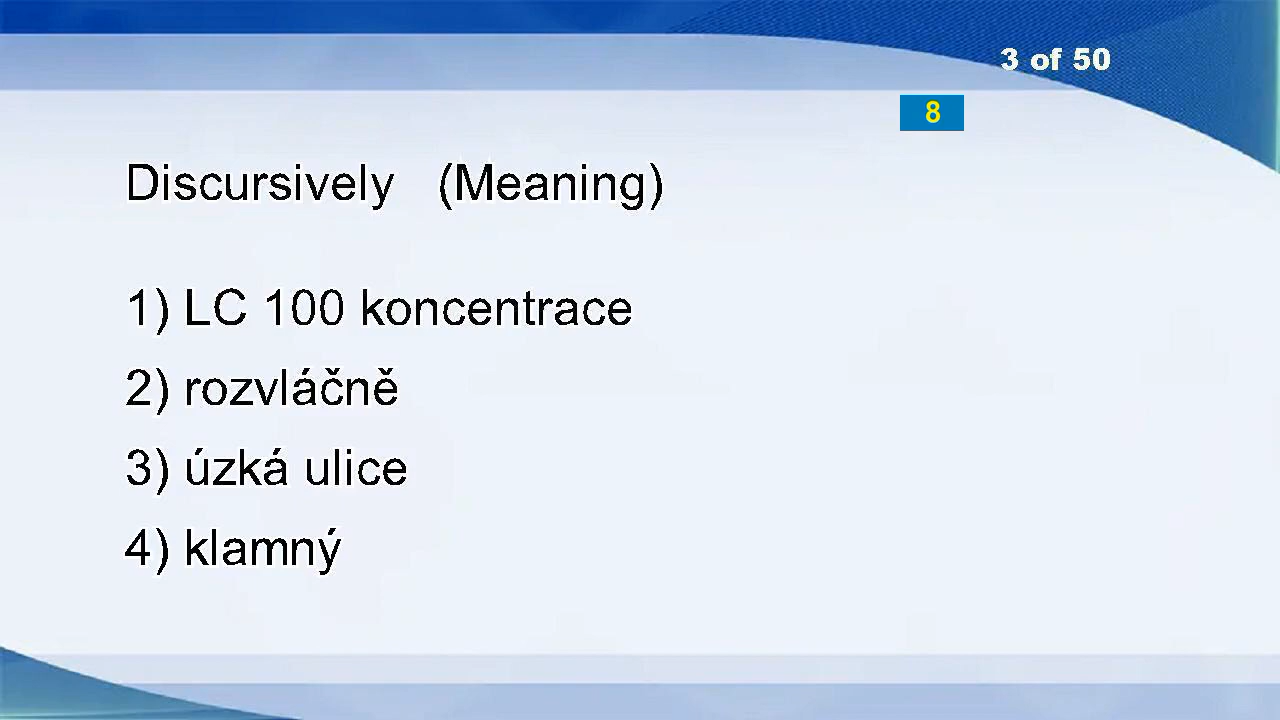 3 of 50
8
Discursively (Meaning)
1) LC 100 koncentrace
2) rozvláčně
3) úzká ulice
4) klamný